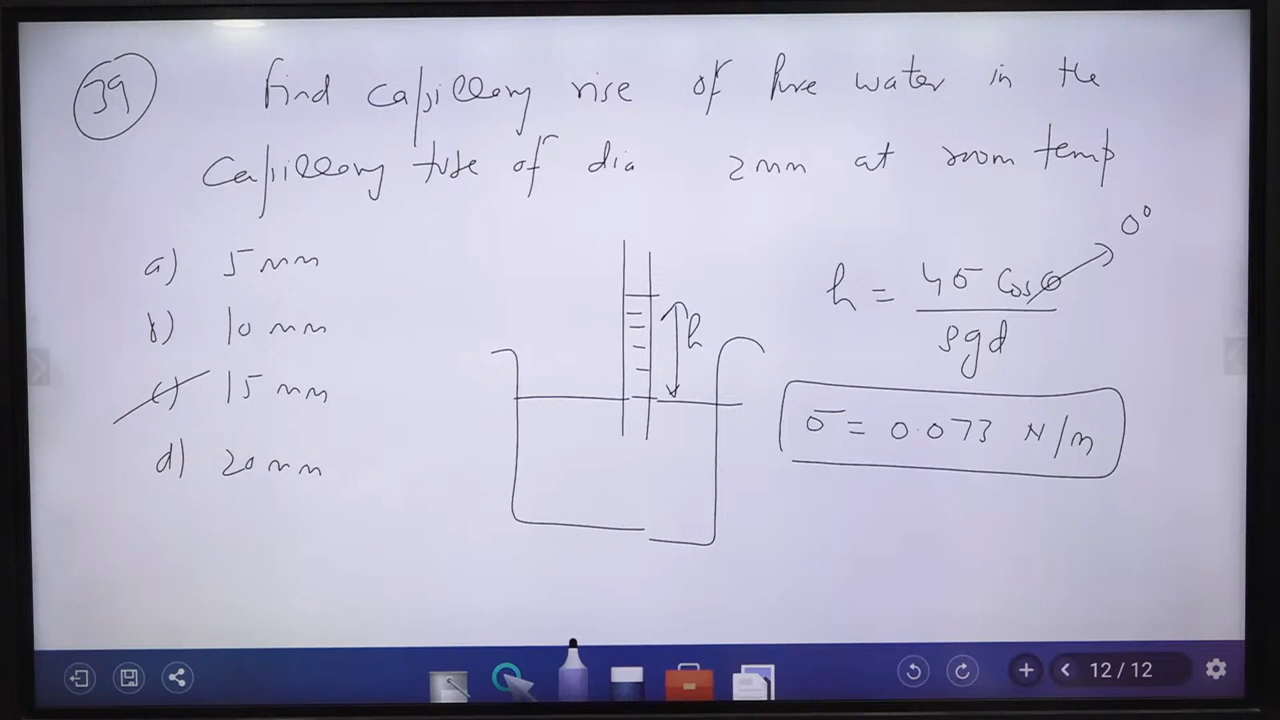 39 Find capillary rise of Pure water in the
Capillary tube of dia 2mm at room temp
a) 5 mm
b) 10 mm
c) 15 mm
d) 20 mm
h
h = 4σ Cosθ / ρgd
0°
σ = 0.073 N/m
12/12